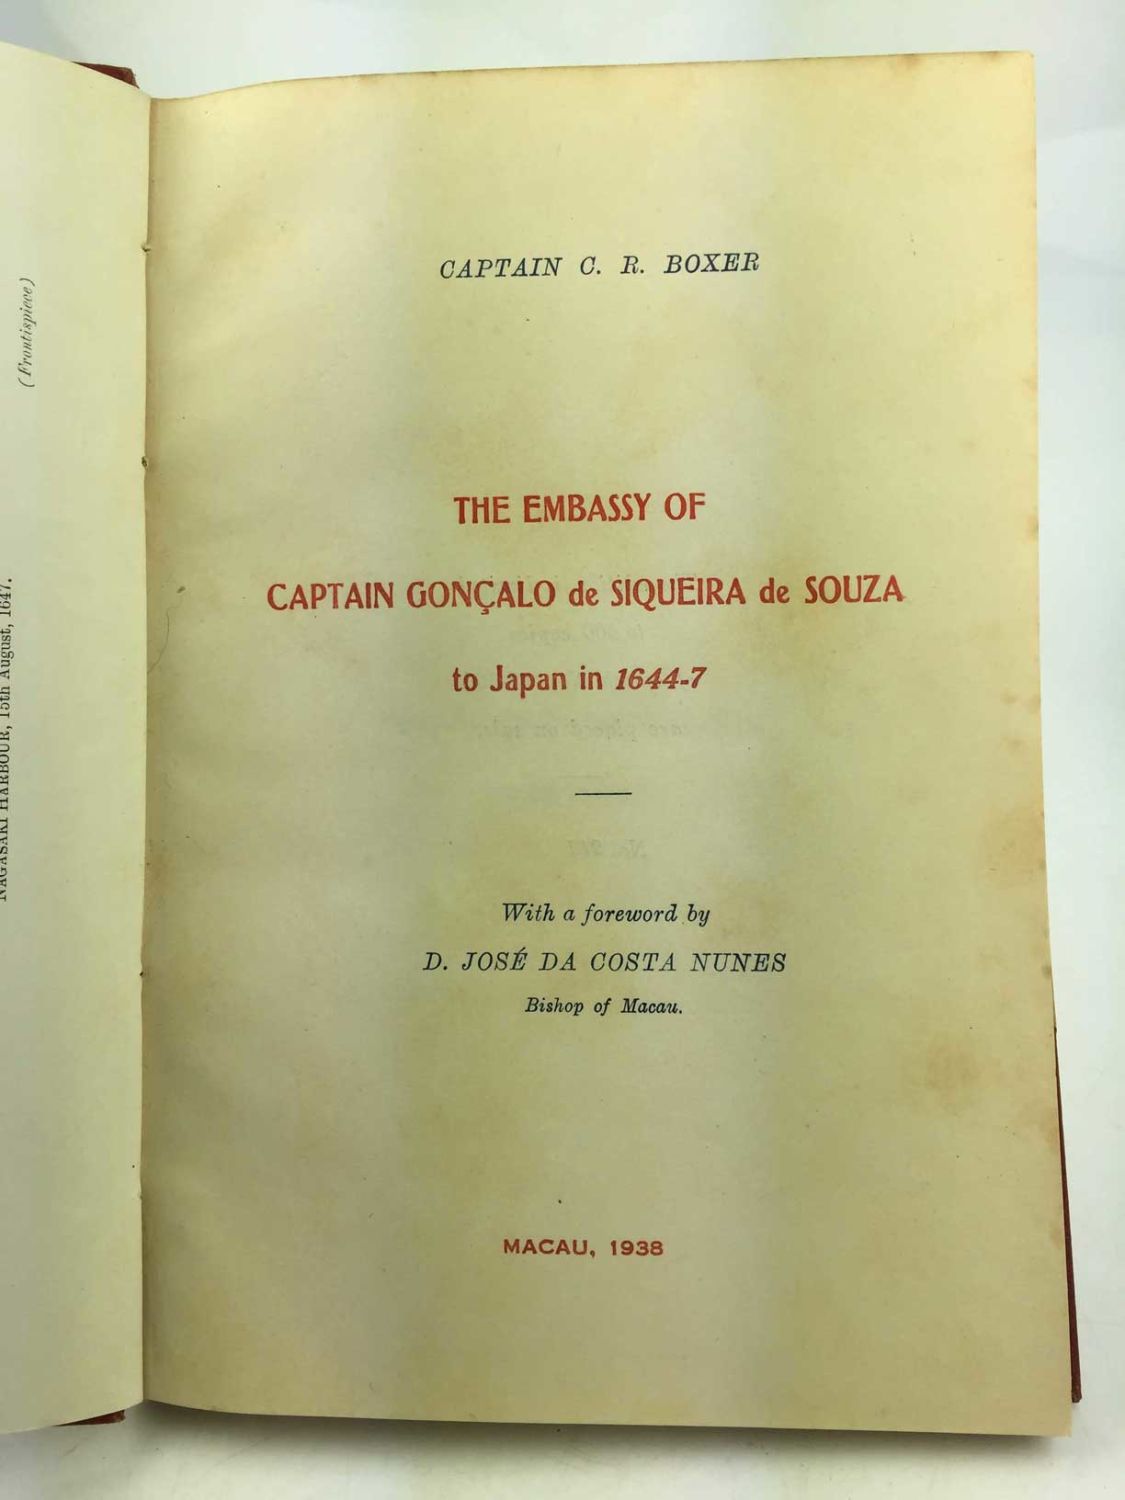 (Frontispiece)
NAGASAKI HARBOUR, 15th August, 1647.
CAPTAIN C. R. BOXER
THE EMBASSY OF
CAPTAIN GONÇALO de SIQUEIRA de SOUZA
to Japan in 1644-7
With a foreword by
D. JOSÉ DA COSTA NUNES
Bishop of Macau.
MACAU, 1938